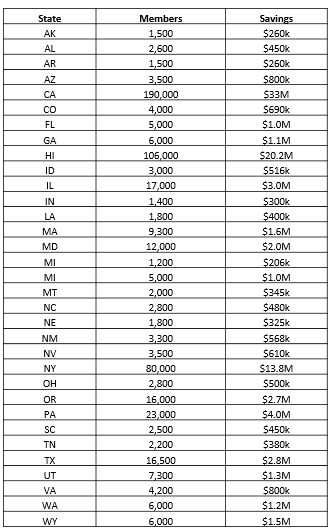 State Members Savings
AK 1,500 $260k
AL 2,600 $450k
AR 1,500 $260k
AZ 3,500 $800k
CA 190,000 $33M
CO 4,000 $690k
FL 5,000 $1.0M
GA 6,000 $1.1M
HI 106,000 $20.2M
ID 3,000 $516k
IL 17,000 $3.0M
IN 1,400 $300k
LA 1,800 $400k
MA 9,300 $1.6M
MD 12,000 $2.0M
MI 1,200 $206k
MI 5,000 $1.0M
MT 2,000 $345k
NC 2,800 $480k
NE 1,800 $325k
NM 3,300 $568k
NV 3,500 $610k
NY 80,000 $13.8M
OH 2,800 $500k
OR 16,000 $2.7M
PA 23,000 $4.0M
SC 2,500 $450k
TN 2,200 $380k
TX 16,500 $2.8M
UT 7,300 $1.3M
VA 4,200 $800k
WA 6,000 $1.2M
WY 6,000 $1.5M